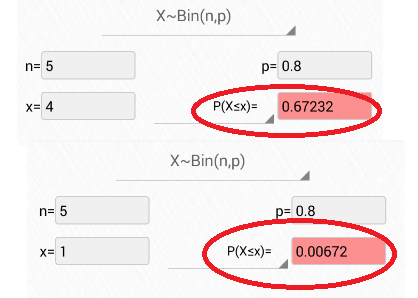 X~Bin(n,p)
n= 5 p= 0.8
x= 4 P(X≤x)= 0.67232
X~Bin(n,p)
n= 5 p= 0.8
x= 1 P(X≤x)= 0.00672